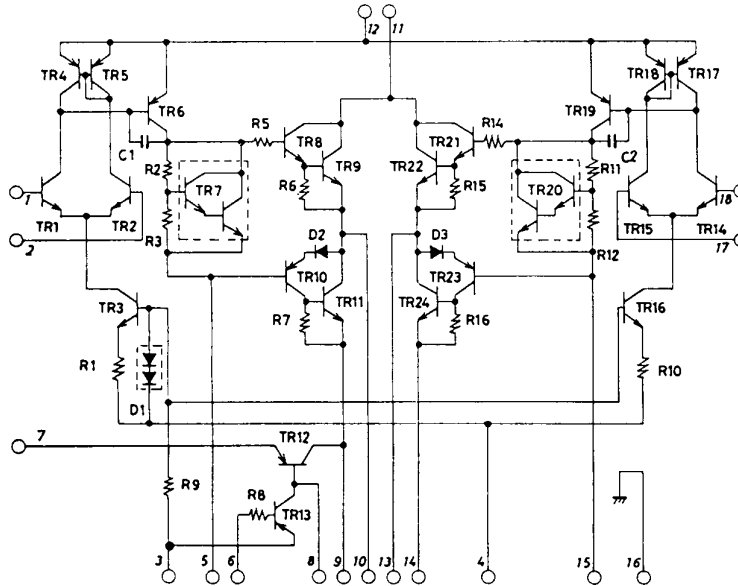 12 11
TR4 TR5 TR18 TR17
TR6 TR19
R5 R14
C1 TR8 TR21 C2
R2 TR9 TR22 R11
TR7 R6 R15 TR20
1 18
TR1 TR2 TR15 TR14
2 R3 D2 D3 R12 17
TR10 TR23
TR3 TR11 TR24 TR16
R7 R16
R1 R10
D1
7 TR12
R9 R8
TR13
3 5 6 8 9 10 13 14 4 15 16